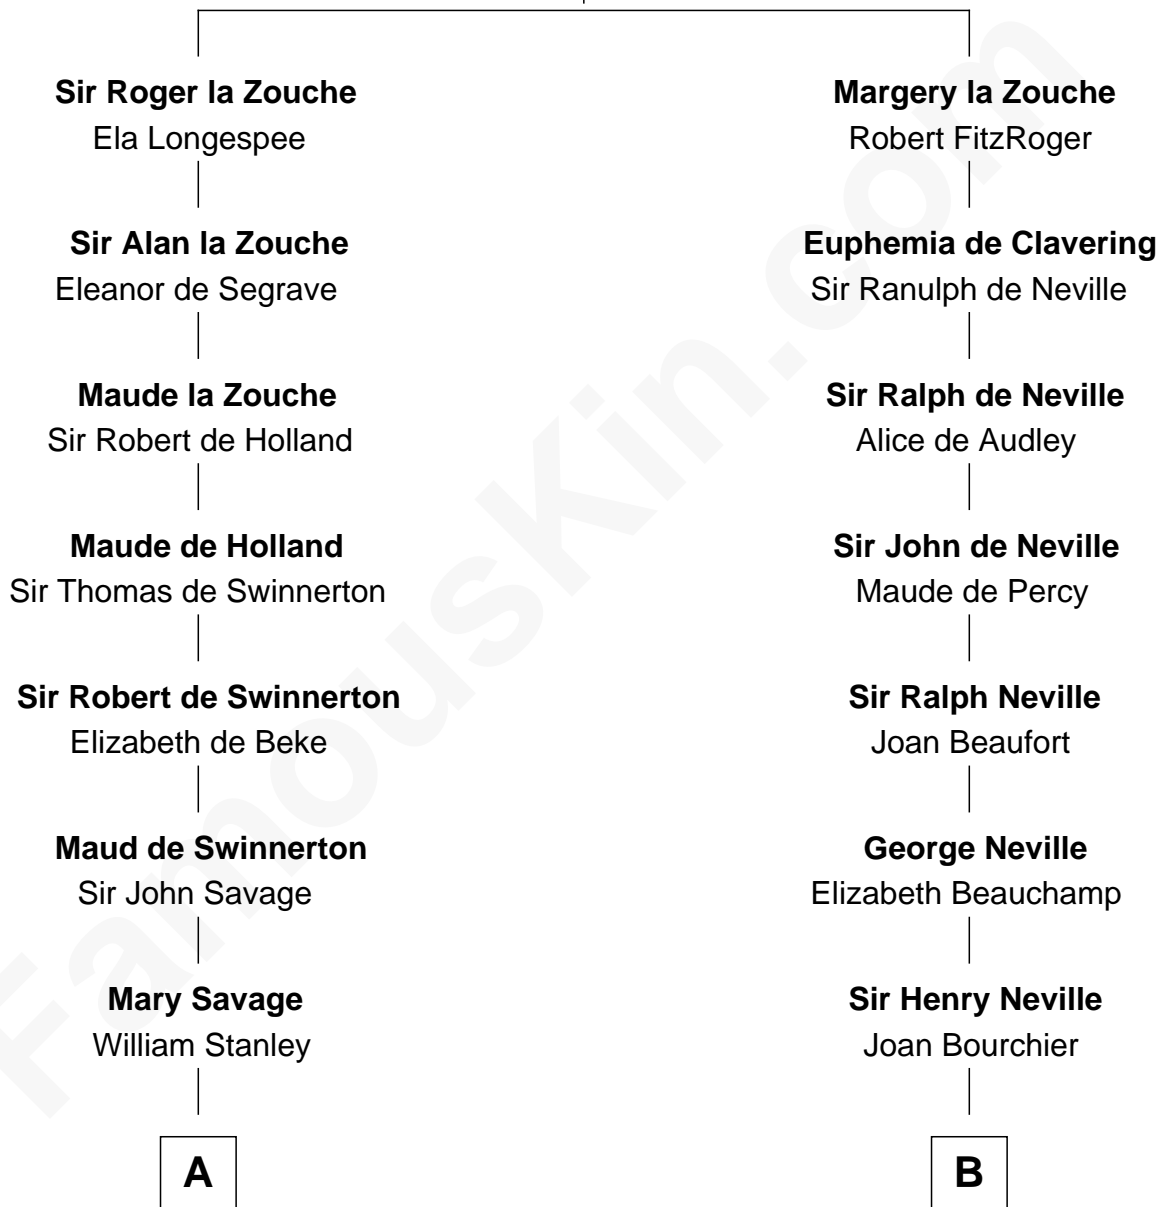 Sir Roger la Zouche
Ela Longespee
Sir Alan la Zouche
Eleanor de Segrave
Maude la Zouche
Sir Robert de Holland
Maude de Holland
Sir Thomas de Swinnerton
Sir Robert de Swinnerton
Elizabeth de Beke
Maud de Swinnerton
Sir John Savage
Mary Savage
William Stanley
A
Margery la Zouche
Robert FitzRoger
Euphemia de Clavering
Sir Ranulph de Neville
Sir Ralph de Neville
Alice de Audley
Sir John de Neville
Maude de Percy
Sir Ralph Neville
Joan Beaufort
George Neville
Elizabeth Beauchamp
Sir Henry Neville
Joan Bourchier
B
FamousKin.com